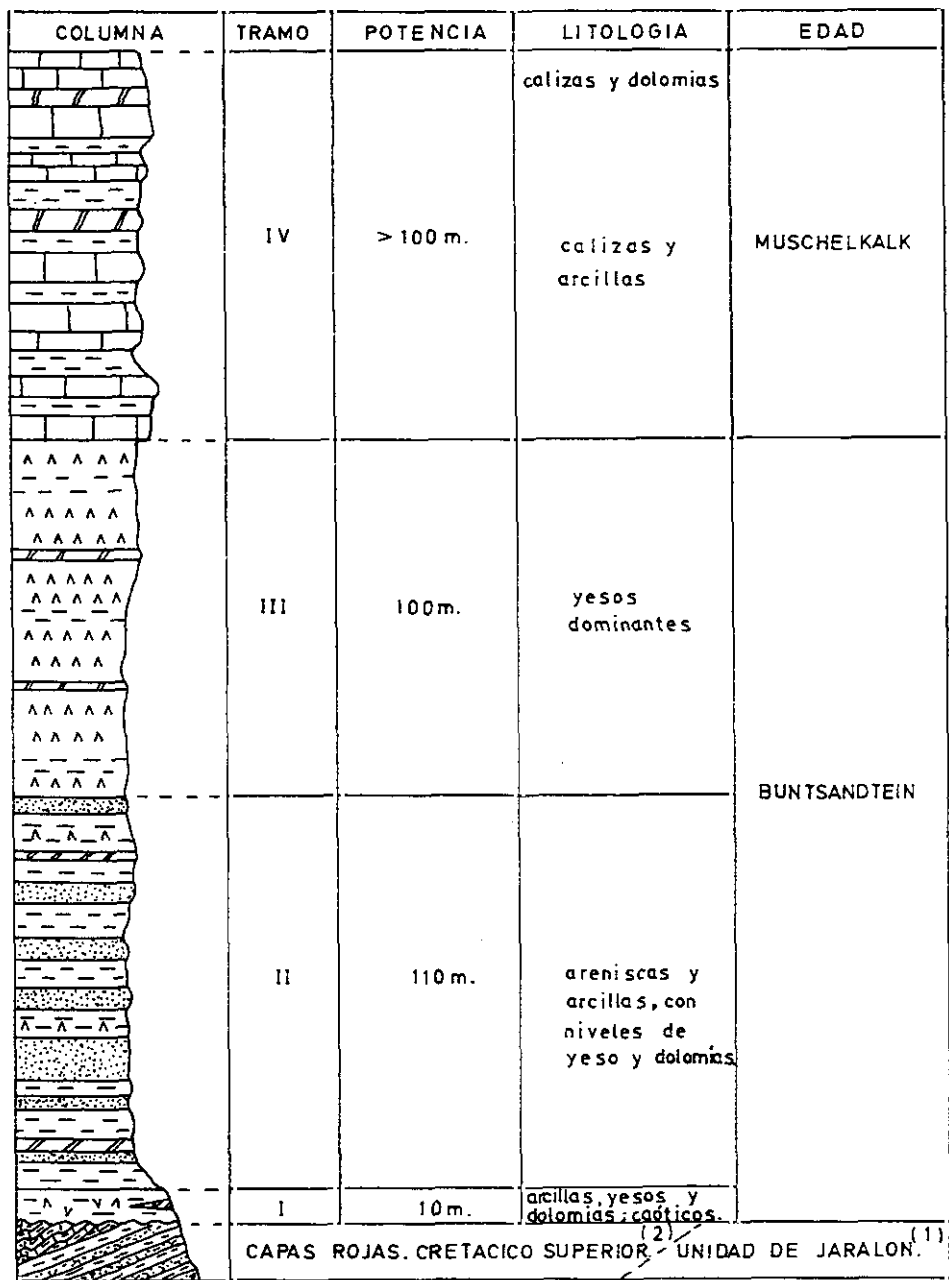 COLUMNA TRAMO POTENCIA LITOLOGIA EDAD
calizas y dolomias
IV > 100 m. calizas y MUSCHELKALK
arcillas
III 100m. yesos
dominantes
BUNTSANDTEIN
II 110 m. areniscas y
arcillas, con
niveles de
yeso y dolomías
I 10 m. arcillas, yesos y
dolomias; caóticos.
CAPAS ROJAS. CRETACICO SUPERIOR (2) UNIDAD DE JARALON. (1)